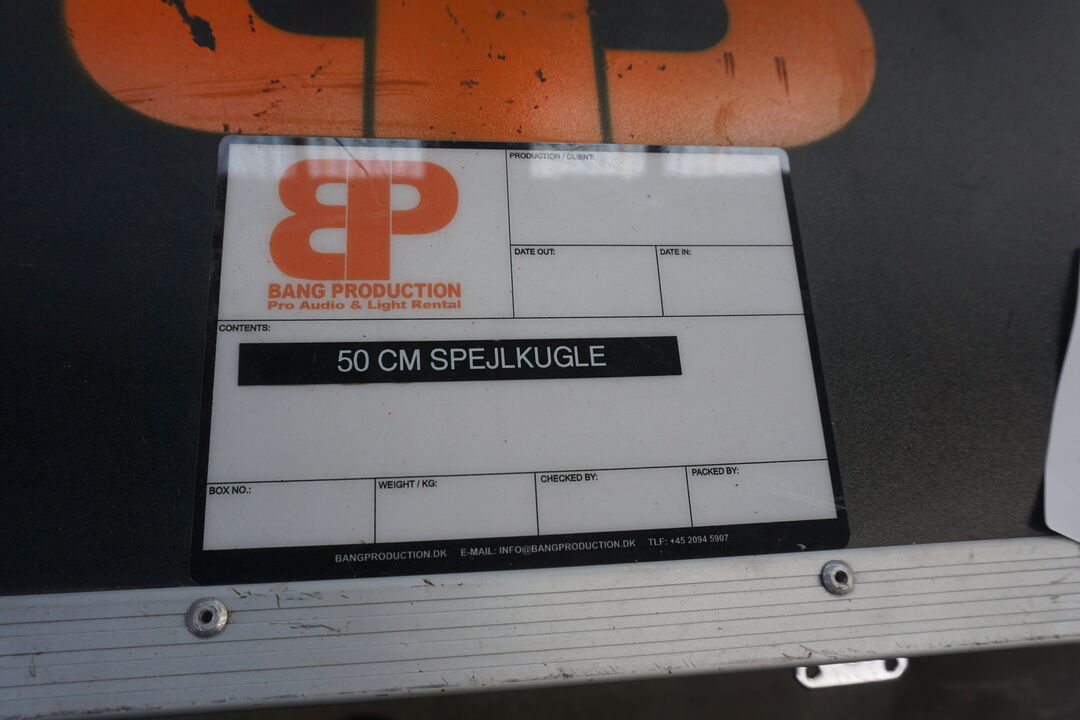 BP
BANG PRODUCTION
Pro Audio & Light Rental
PRODUCTION / CLIENT:
DATE OUT:
DATE IN:
CONTENTS:
50 CM SPEJLKUGLE
BOX NO.:
WEIGHT / KG:
CHECKED BY:
PACKED BY:
BANGPRODUCTION.DK E-MAIL: INFO@BANGPRODUCTION.DK TLF: +45 2094 5907